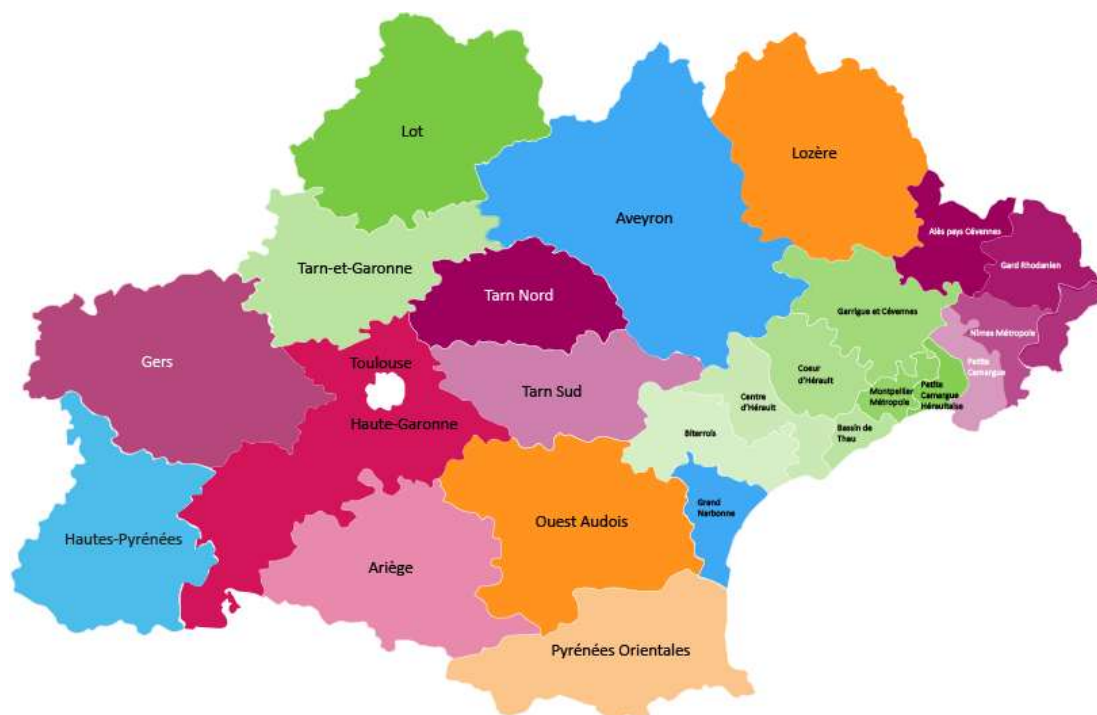 Lot
Lozère
Aveyron
Alès pays Cévennes
Gard Rhodanien
Tarn-et-Garonne
Tarn Nord
Garrigue et Cévennes
Nîmes Métropole
Gers
Toulouse
Petite
Camargue
Coeur
d'Hérault
Tarn Sud
Montpellier
Métropole
Petite
Camargue
Héraultaise
Centre
d'Hérault
Haute-Garonne
Biterrois
Bassin de
Thau
Grand
Narbonne
Ouest Audois
Hautes-Pyrénées
Ariège
Pyrénées Orientales